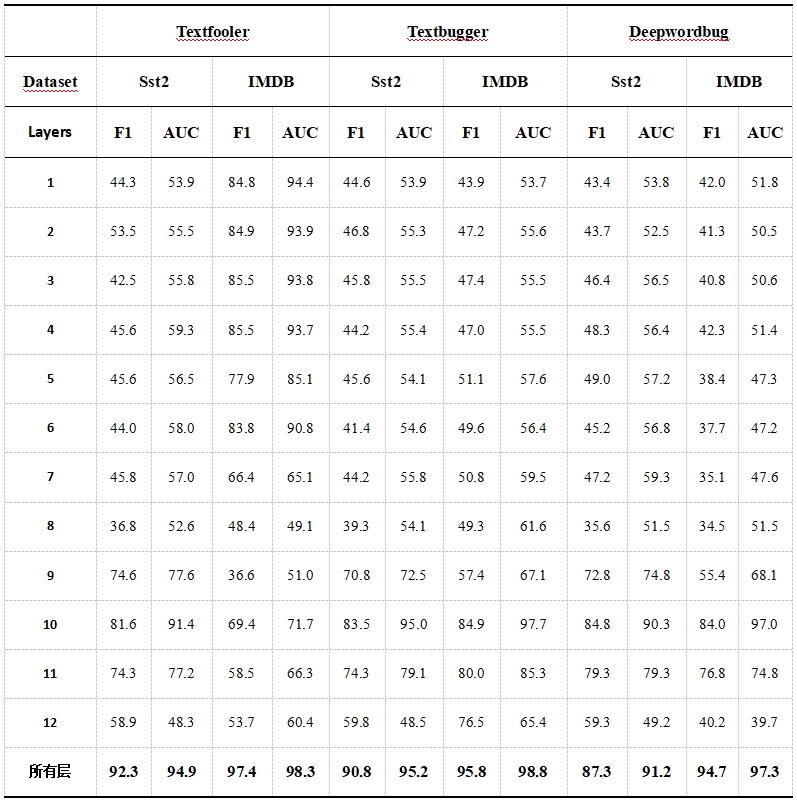 Textfooler Textbugger Deepwordbug
Dataset Sst2 IMDB Sst2 IMDB Sst2 IMDB
Layers F1 AUC F1 AUC F1 AUC F1 AUC F1 AUC F1 AUC
1 44.3 53.9 84.8 94.4 44.6 53.9 43.9 53.7 43.4 53.8 42.0 51.8
2 53.5 55.5 84.9 93.9 46.8 55.3 47.2 55.6 43.7 52.5 41.3 50.5
3 42.5 55.8 85.5 93.8 45.8 55.5 47.4 55.5 46.4 56.5 40.8 50.6
4 45.6 59.3 85.5 93.7 44.2 55.4 47.0 55.5 48.3 56.4 42.3 51.4
5 45.6 56.5 77.9 85.1 45.6 54.1 51.1 57.6 49.0 57.2 38.4 47.3
6 44.0 58.0 83.8 90.8 41.4 54.6 49.6 56.4 45.2 56.8 37.7 47.2
7 45.8 57.0 66.4 65.1 44.2 55.8 50.8 59.5 47.2 59.3 35.1 47.6
8 36.8 52.6 48.4 49.1 39.3 54.1 49.3 61.6 35.6 51.5 34.5 51.5
9 74.6 77.6 36.6 51.0 70.8 72.5 57.4 67.1 72.8 74.8 55.4 68.1
10 81.6 91.4 69.4 71.7 83.5 95.0 84.9 97.7 84.8 90.3 84.0 97.0
11 74.3 77.2 58.5 66.3 74.3 79.1 80.0 85.3 79.3 79.3 76.8 74.8
12 58.9 48.3 53.7 60.4 59.8 48.5 76.5 65.4 59.3 49.2 40.2 39.7
所有层 92.3 94.9 97.4 98.3 90.8 95.2 95.8 98.8 87.3 91.2 94.7 97.3